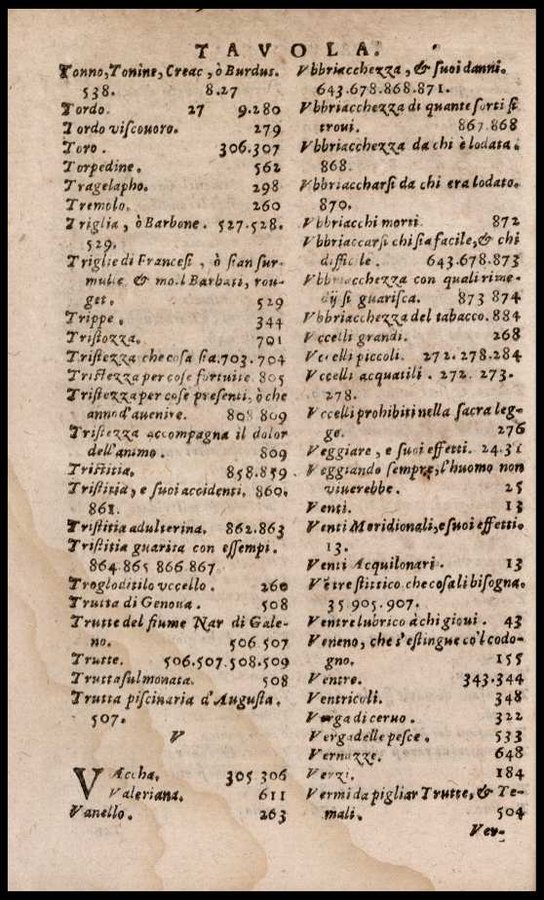 TAVOLA.
Tonno, Tonine, Creac, ò Burdus.
538. 8.27
Tordo. 27 9.280
Tordo viscouoro. 279
Toro. 306.307
Torpedine. 562
Tragelapho. 298
Tremolo. 260
Triglia, ò Barbone. 527.528.
529.
Triglie di Francesi, ò sian sur-
mulle, & moll Barbati, rou-
get. 529
Trippe. 344
Tristozza. 701
Tristezza che cosa sia. 703.704
Tristezza per cose fortuite. 805
Tristezza per cose presenti, ò che
anno d'auenire. 808 809
Tristezza accompagna il dolor
dell'animo. 809
Tristitia. 858.859
Tristitia, e suoi accidenti. 860.
861.
Tristitia adulterina. 862.863
Tristitia guarita con essempi.
864.865 866.867
Trogloditilo vccello. 260
Trutta di Genoua. 508
Trutte del fiume Nar di Gale-
no. 506 507
Trutte. 506.507.508.509
Trutta sulmonata. 508
Trutta piscinaria d'Augusta.
507.
V
VAccha. 305 306
Valeriana. 611
Vanello. 263
Vbbriacchezza, & suoi danni.
643.678.868.871.
Vbbriacchezza di quante sorti si
troui. 867.868
Vbbriacchezza da chi è lodata.
868.
Vbbriaccharsi da chi era lodato.
870.
Vbbriacchi morti. 872
Vbbriaccarsi chi sia facile, & chi
difficile. 643.678.873
Vbbriacchezza con quali rime-
dij si guarisca. 873 874
Vbbriacchezza del tabacco. 884
Vccelli grandi. 268
Vccelli piccoli. 272.278.284
Vccelli acquatili. 272. 273.
278.
Vccelli prohibiti nella sacra leg-
ge. 276
Veggiare, e suoi effetti. 24.31
Veggiando sempre, l'huomo non
viuerebbe. 25
Venti. 13
Venti Meridionali, e suoi effetti.
13.
Venti Acquilonari. 13
Vẽtre stittico che cosa li bisogna.
35 905.907.
Ventre lubrico à chi gioui. 43
Veneno, che s'estingue co'l codo-
gno. 155
Ventre. 343.344
Ventricoli. 348
Verga di ceruo. 322
Verga delle pesce. 533
Vernazze. 648
Verzi. 184
Vermi da pigliar Trutte, & Te-
mali. 504
Ver-